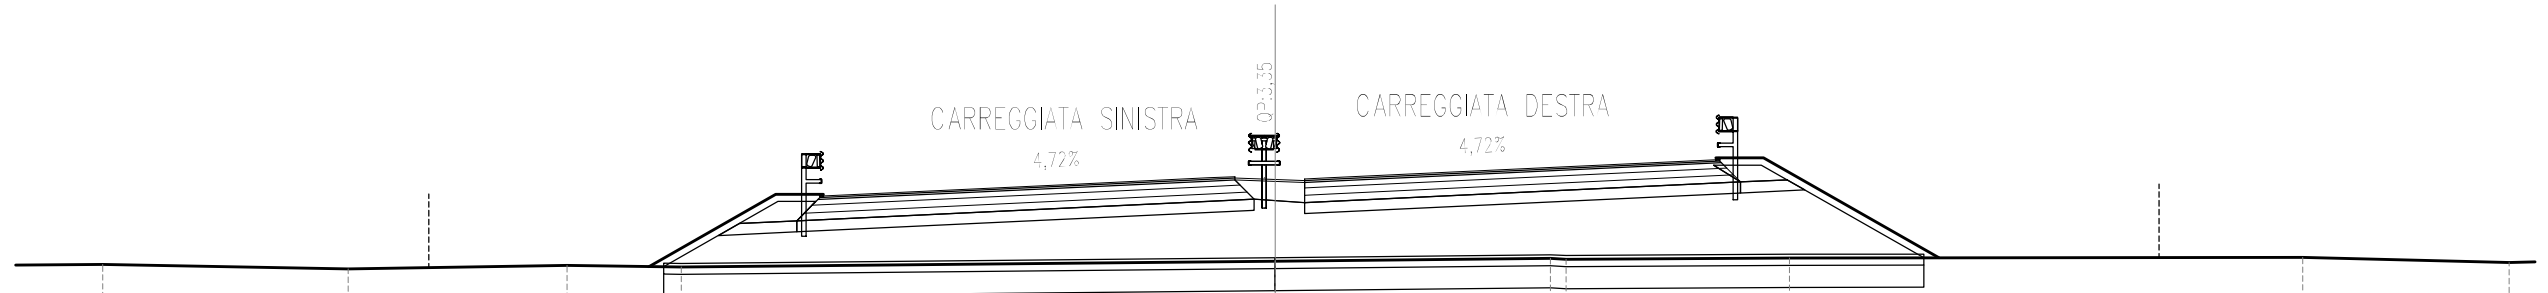 CARREGGIATA SINISTRA
4,72%
QP:3,35
CARREGGIATA DESTRA
4,72%